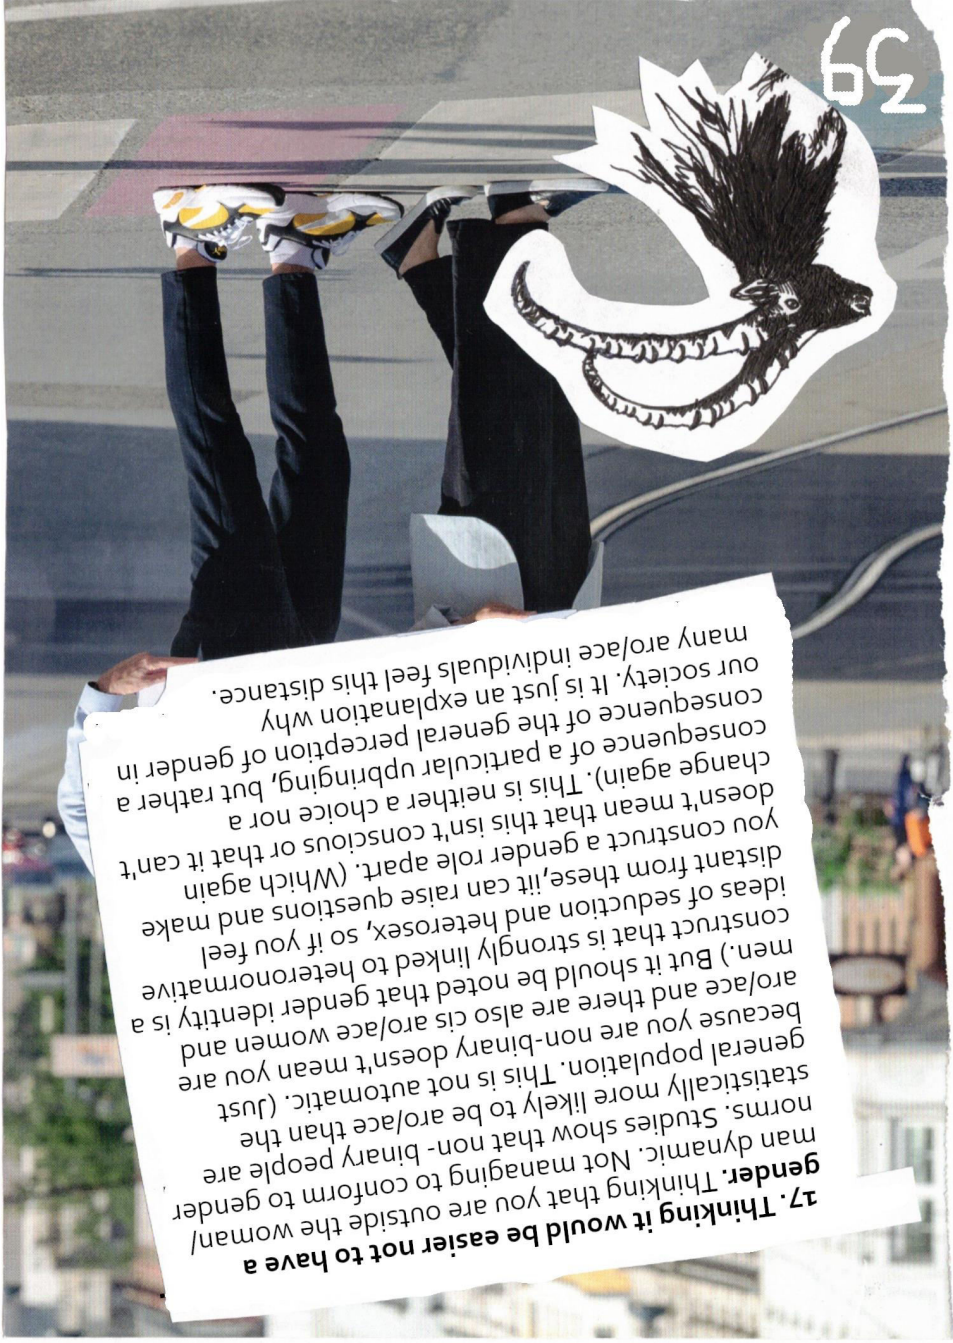 17. Thinking it would be easier not to have a
gender. Thinking that you are outside the woman/
man dynamic. Not managing to conform to gender
norms. Studies show that non- binary people are
statistically more likely to be aro/ace than the
general population. This is not automatic. (Just
because you are non-binary doesn't mean you are
aro/ace and there are also cis aro/ace women and
men.) But it should be noted that gender identity is a
construct that is strongly linked to heteronormative
ideas of seduction and heterosex, so if you feel
distant from these,iit can raise questions and make
you construct a gender role apart. (Which again
doesn't mean that this isn't conscious or that it can't
change again). This is neither a choice nor a
consequence of a particular upbringing, but rather a
consequence of the general perception of gender in
our society. It is just an explanation why
many aro/ace individuals feel this distance.
59